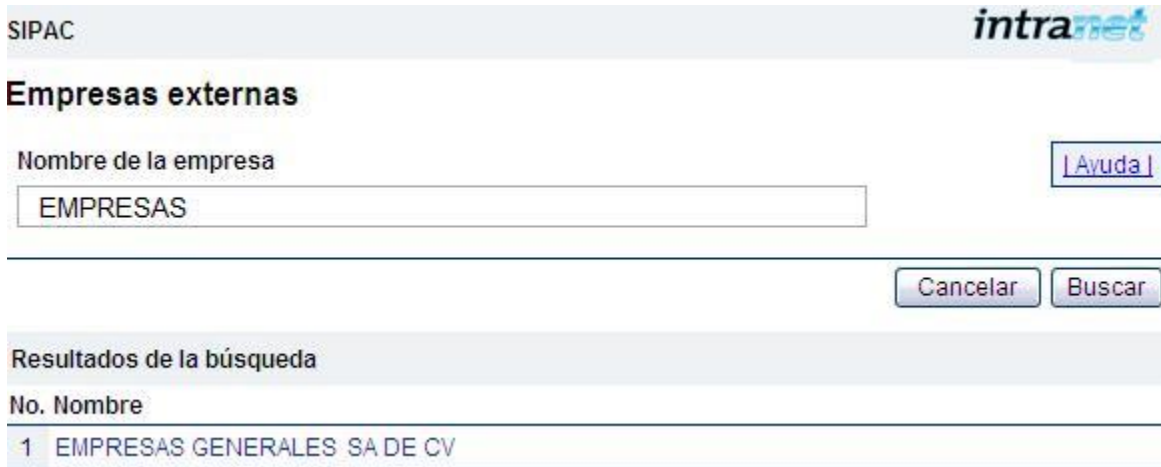 SIPAC
intranet
Empresas externas
Nombre de la empresa
| Ayuda |
EMPRESAS
Cancelar Buscar
Resultados de la búsqueda
No. Nombre
1 EMPRESAS GENERALES SA DE CV